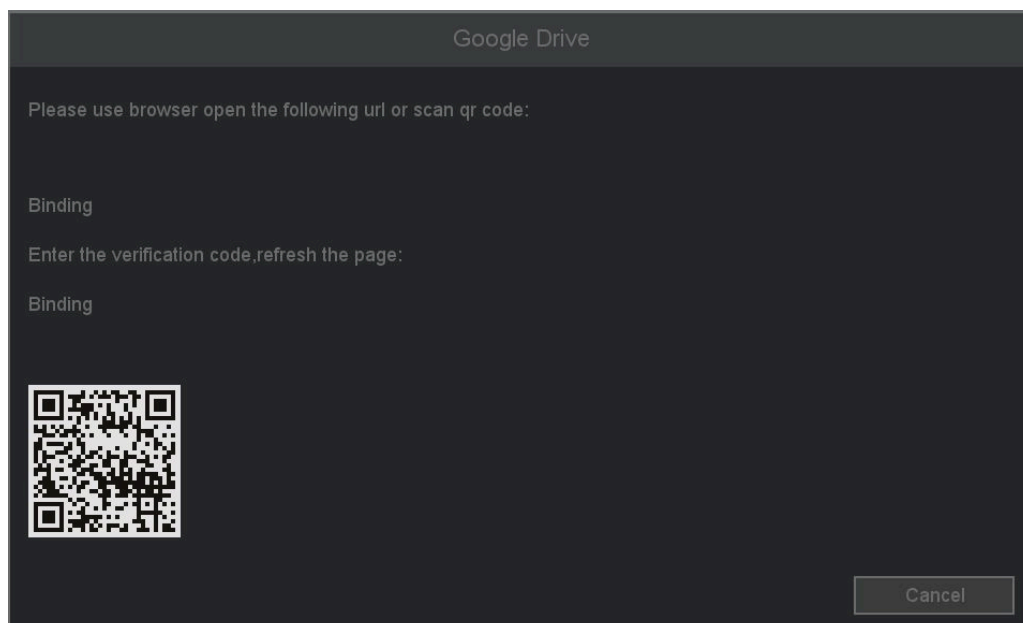 Google Drive
Please use browser open the following url or scan qr code:
Binding
Enter the verification code,refresh the page:
Binding
Cancel